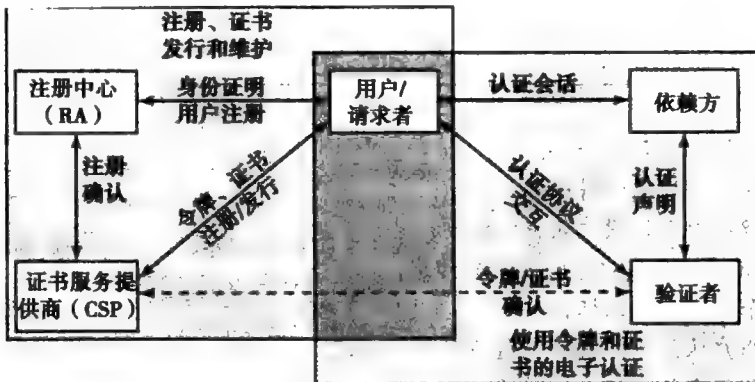 注册、证书
发行和维护
注册中心
（RA）
身份证明
用户注册
用户/
请求者
认证会话
依赖方
注册
确认
令牌、证书
注册/发行
认证协议
交互
认证
声明
证书服务提
供商（CSP）
令牌/证书
确认
验证者
使用令牌和证
书的电子认证